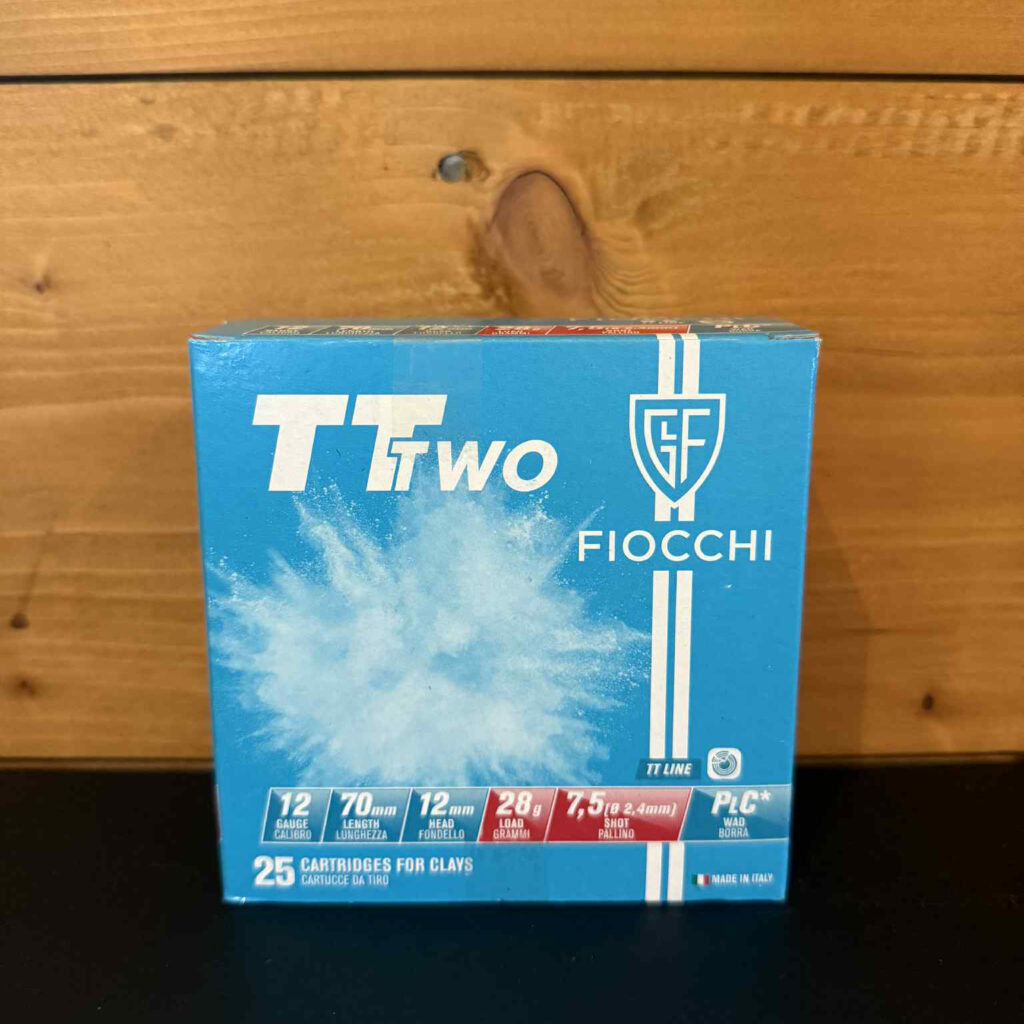 TT TWO
GLF
FIOCCHI
TT LINE
12 GAUGE CALIBRO
70mm LENGTH LUNGHEZZA
12mm HEAD FONDELLO
28g LOAD GRAMMI
7,5 (Ø 2,4mm) SHOT PALLINO
PLC* WAD BORRA
25 CARTRIDGES FOR CLAYS
CARTUCCE DA TIRO
MADE IN ITALY